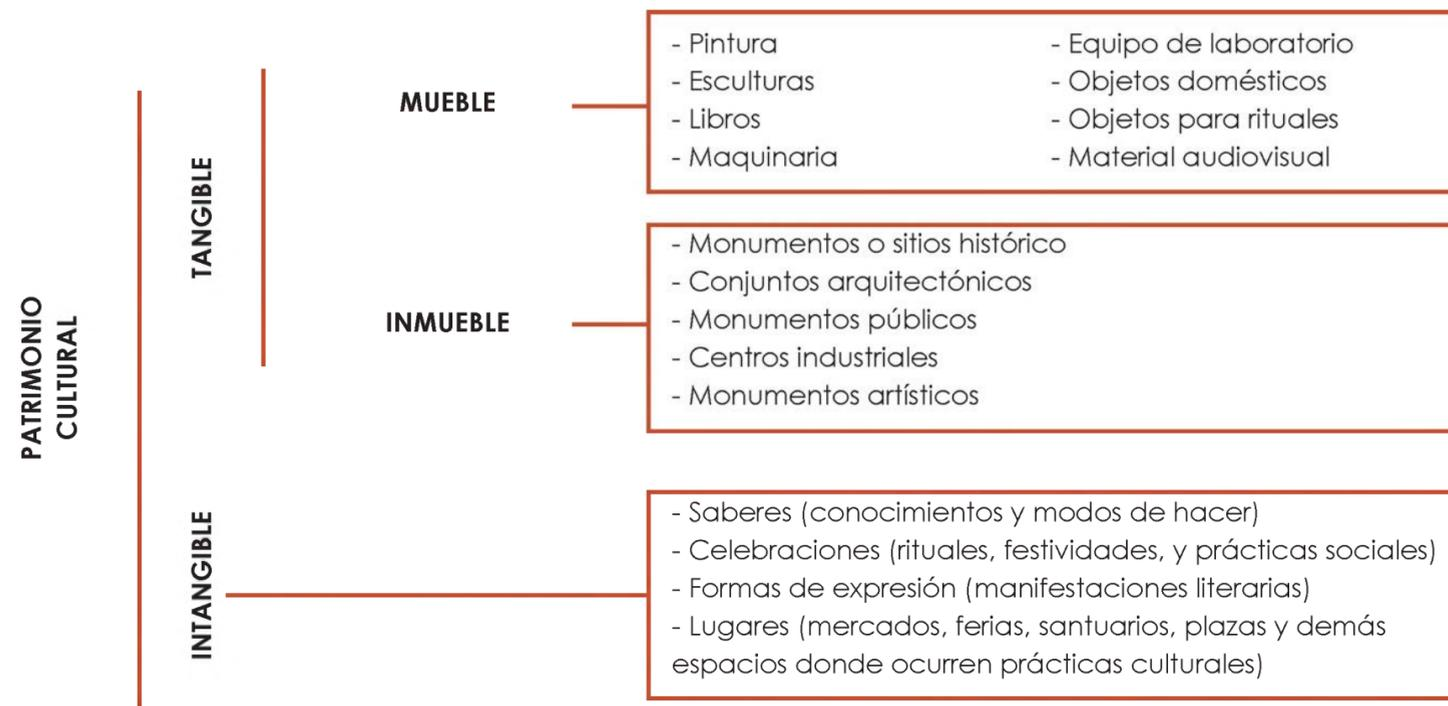 PATRIMONIO
CULTURAL
TANGIBLE
MUEBLE
- Pintura
- Esculturas
- Libros
- Maquinaria
- Equipo de laboratorio
- Objetos domésticos
- Objetos para rituales
- Material audiovisual
INMUEBLE
- Monumentos o sitios histórico
- Conjuntos arquitectónicos
- Monumentos públicos
- Centros industriales
- Monumentos artísticos
INTANGIBLE
- Saberes (conocimientos y modos de hacer)
- Celebraciones (rituales, festividades, y prácticas sociales)
- Formas de expresión (manifestaciones literarias)
- Lugares (mercados, ferias, santuarios, plazas y demás
espacios donde ocurren prácticas culturales)